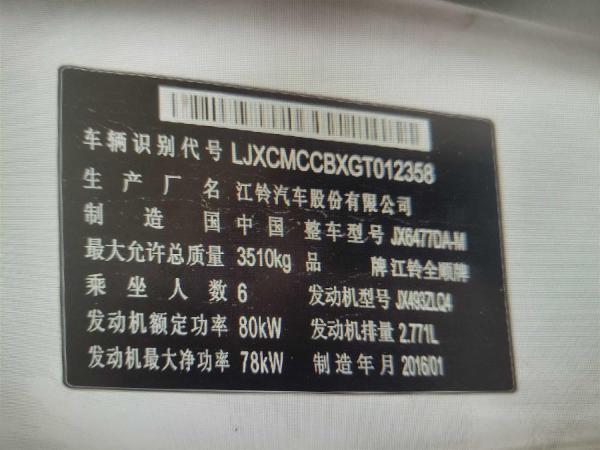 车辆识别代号 LJXCMCCBXGT012358
生产厂名 江铃汽车股份有限公司
制造国 中国 整车型号 JX6477DA-M
最大允许总质量 3510kg 品牌 江铃全顺牌
乘坐人数 6 发动机型号 JX493ZLQ4
发动机额定功率 80kW 发动机排量 2.771L
发动机最大净功率 78kW 制造年月 2016/01